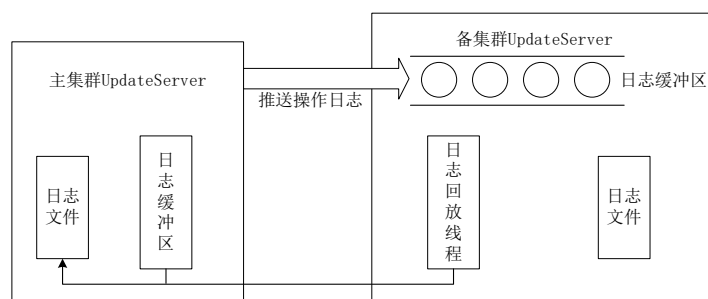 备集群UpdateServer
主集群UpdateServer
日志缓冲区
推送操作日志
日志
文件
日
志
缓
冲
区
日
志
回
放
线
程
日志
文件